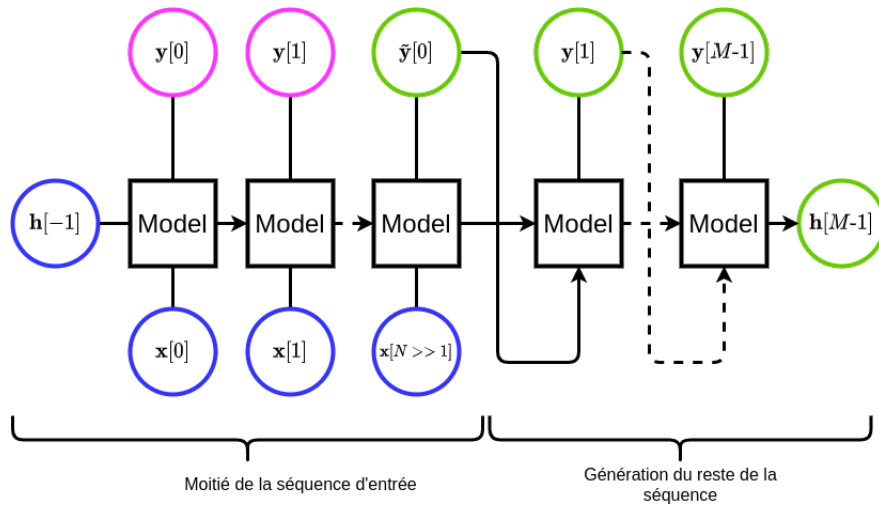 y[0] y[1] ỹ[0] y[1] y[M-1]
h[−1] Model Model Model Model Model h[M-1]
x[0] x[1] x[N >> 1]
Moitié de la séquence d'entrée
Génération du reste de la
séquence